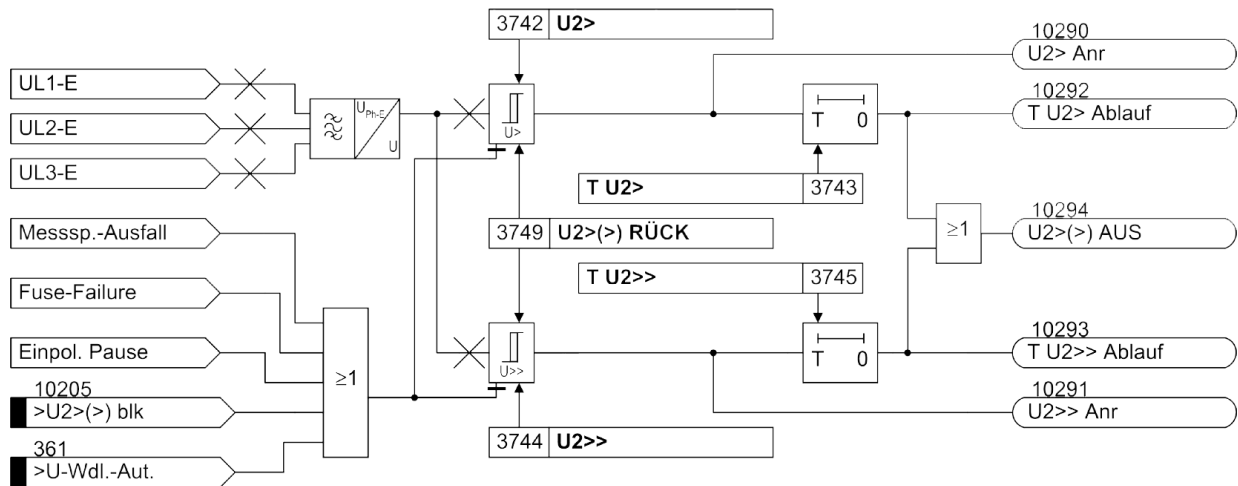 3742 U2>
10290
U2> Anr
UL1-E
10292
T U2> Ablauf
UL2-E
U Ph-E
U
U>
T 0
UL3-E
T U2> 3743
Messsp.-Ausfall
3749 U2>(>) RÜCK
≥1
10294
U2>(>) AUS
T U2>> 3745
Fuse-Failure
10293
T U2>> Ablauf
Einpol. Pause
U>>
T 0
≥1
10205
>U2>(>) blk
10291
U2>> Anr
361
>U-Wdl.-Aut.
3744 U2>>